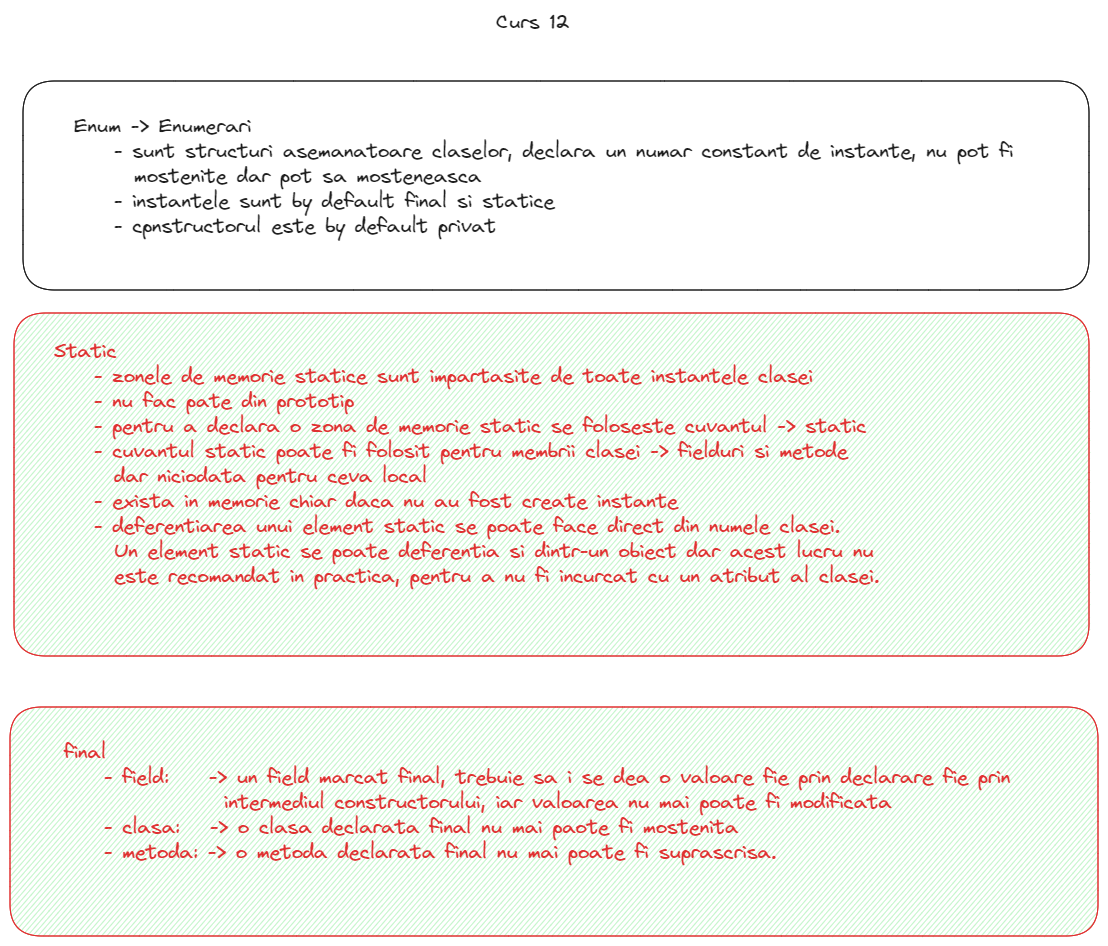 Curs 12
Enum -> Enumerari
- sunt structuri asemanatoare claselor, declara un numar constant de instante, nu pot fi
mostenite dar pot sa mosteneasca
- instantele sunt by default final si statice
- cpnstructorul este by default privat
Static
- zonele de memorie statice sunt impartasite de toate instantele clasei
- nu fac pate din prototip
- pentru a declara o zona de memorie static se foloseste cuvantul -> static
- cuvantul static poate fi folosit pentru membrii clasei -> fielduri si metode
dar niciodata pentru ceva local
- exista in memorie chiar daca nu au fost create instante
- deferentiarea unui element static se poate face direct din numele clasei.
Un element static se poate deferentia si dintr-un obiect dar acest lucru nu
este recomandat in practica, pentru a nu fi incurcat cu un atribut al clasei.
final
- field: -> un field marcat final, trebuie sa i se dea o valoare fie prin declarare fie prin
intermediul constructorului, iar valoarea nu mai poate fi modificata
- clasa: -> o clasa declarata final nu mai paote fi mostenita
- metoda: -> o metoda declarata final nu mai poate fi suprascrisa.